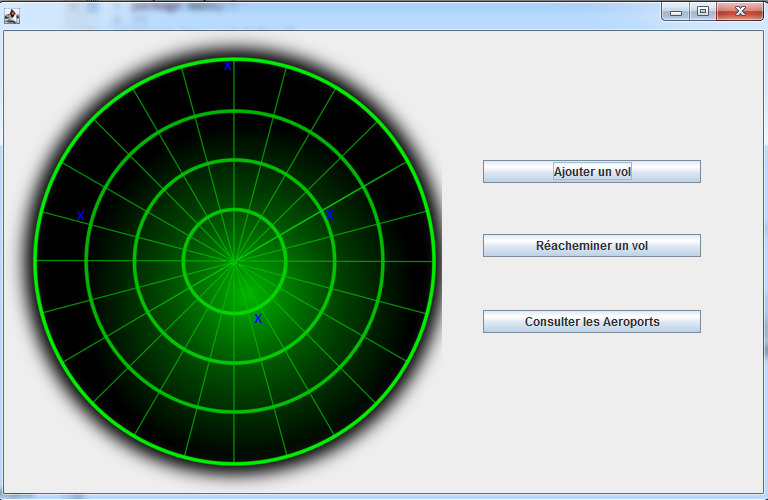 X
X
X
X
Ajouter un vol
Réacheminer un vol
Consulter les Aeroports